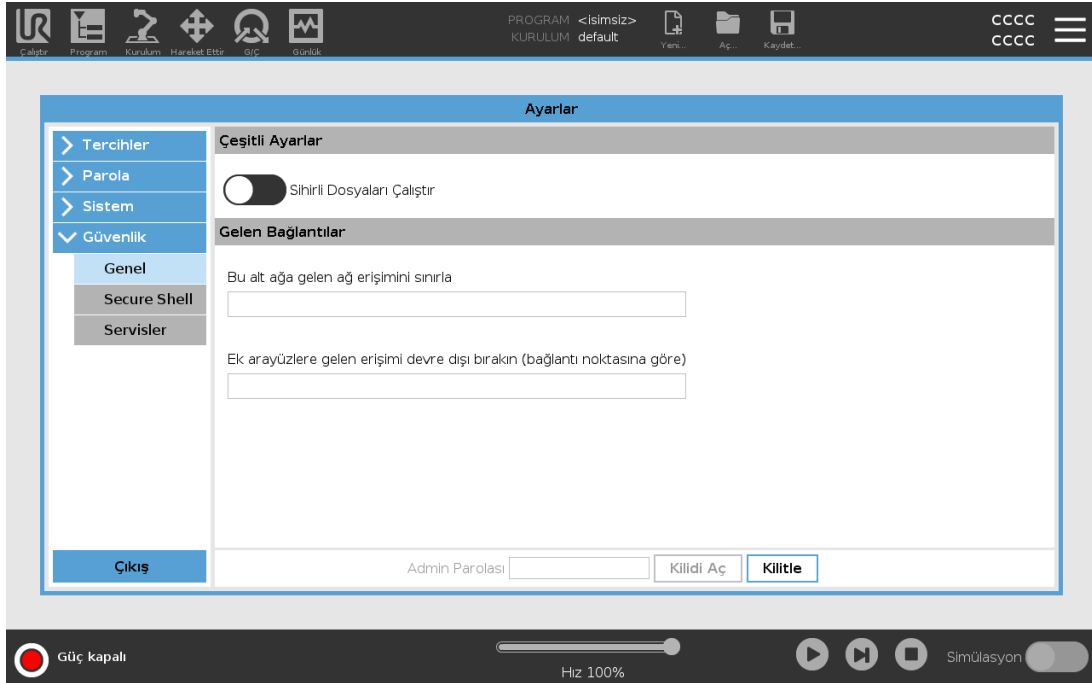 UR
Çalıştır Program Kurulum Hareket Ettir G/Ç Günlük
PROGRAM <isimsiz>
KURULUM default
Yeni... Aç... Kaydet...
CCCC
CCCC
Ayarlar
Tercihler
Parola
Sistem
Güvenlik
Genel
Secure Shell
Servisler
Çıkış
Çeşitli Ayarlar
Sihirli Dosyaları Çalıştır
Gelen Bağlantılar
Bu alt ağa gelen ağ erişimini sınırla
Ek arayüzlere gelen erişimi devre dışı bırakın (bağlantı noktasına göre)
Admin Parolası Kilidi Aç Kilitle
Güç kapalı
Hız 100%
Simülasyon